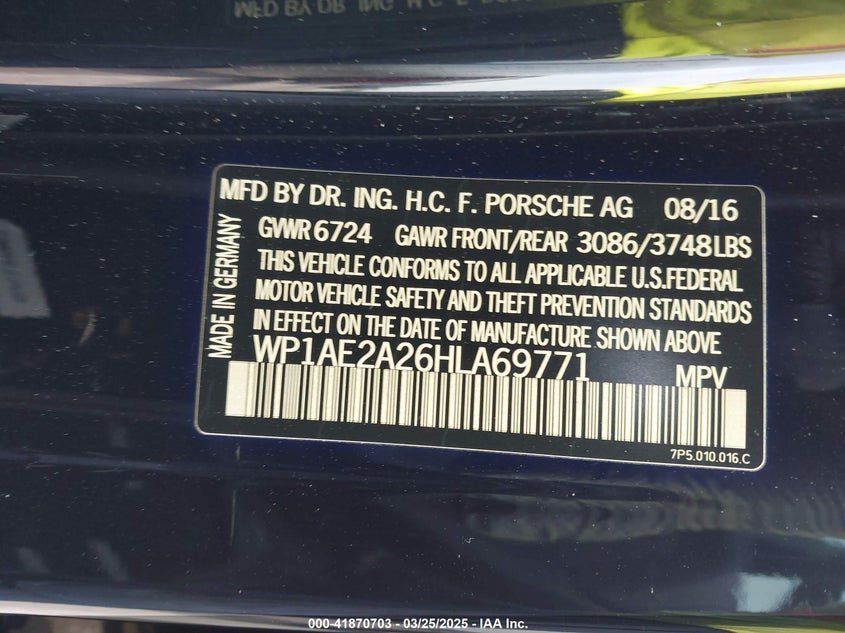 MFD BY DR. ING. H.C. F. PORSCHE AG 08/16
GVWR 6724 GAWR FRONT/REAR 3086/3748LBS
THIS VEHICLE CONFORMS TO ALL APPLICABLE U.S.FEDERAL
MOTOR VEHICLE SAFETY AND THEFT PREVENTION STANDARDS
IN EFFECT ON THE DATE OF MANUFACTURE SHOWN ABOVE
WP1AE2A26HLA69771 MPV
7P5.010.016.C
MADE IN GERMANY
000-41870703 - 03/25/2025 - IAA Inc.